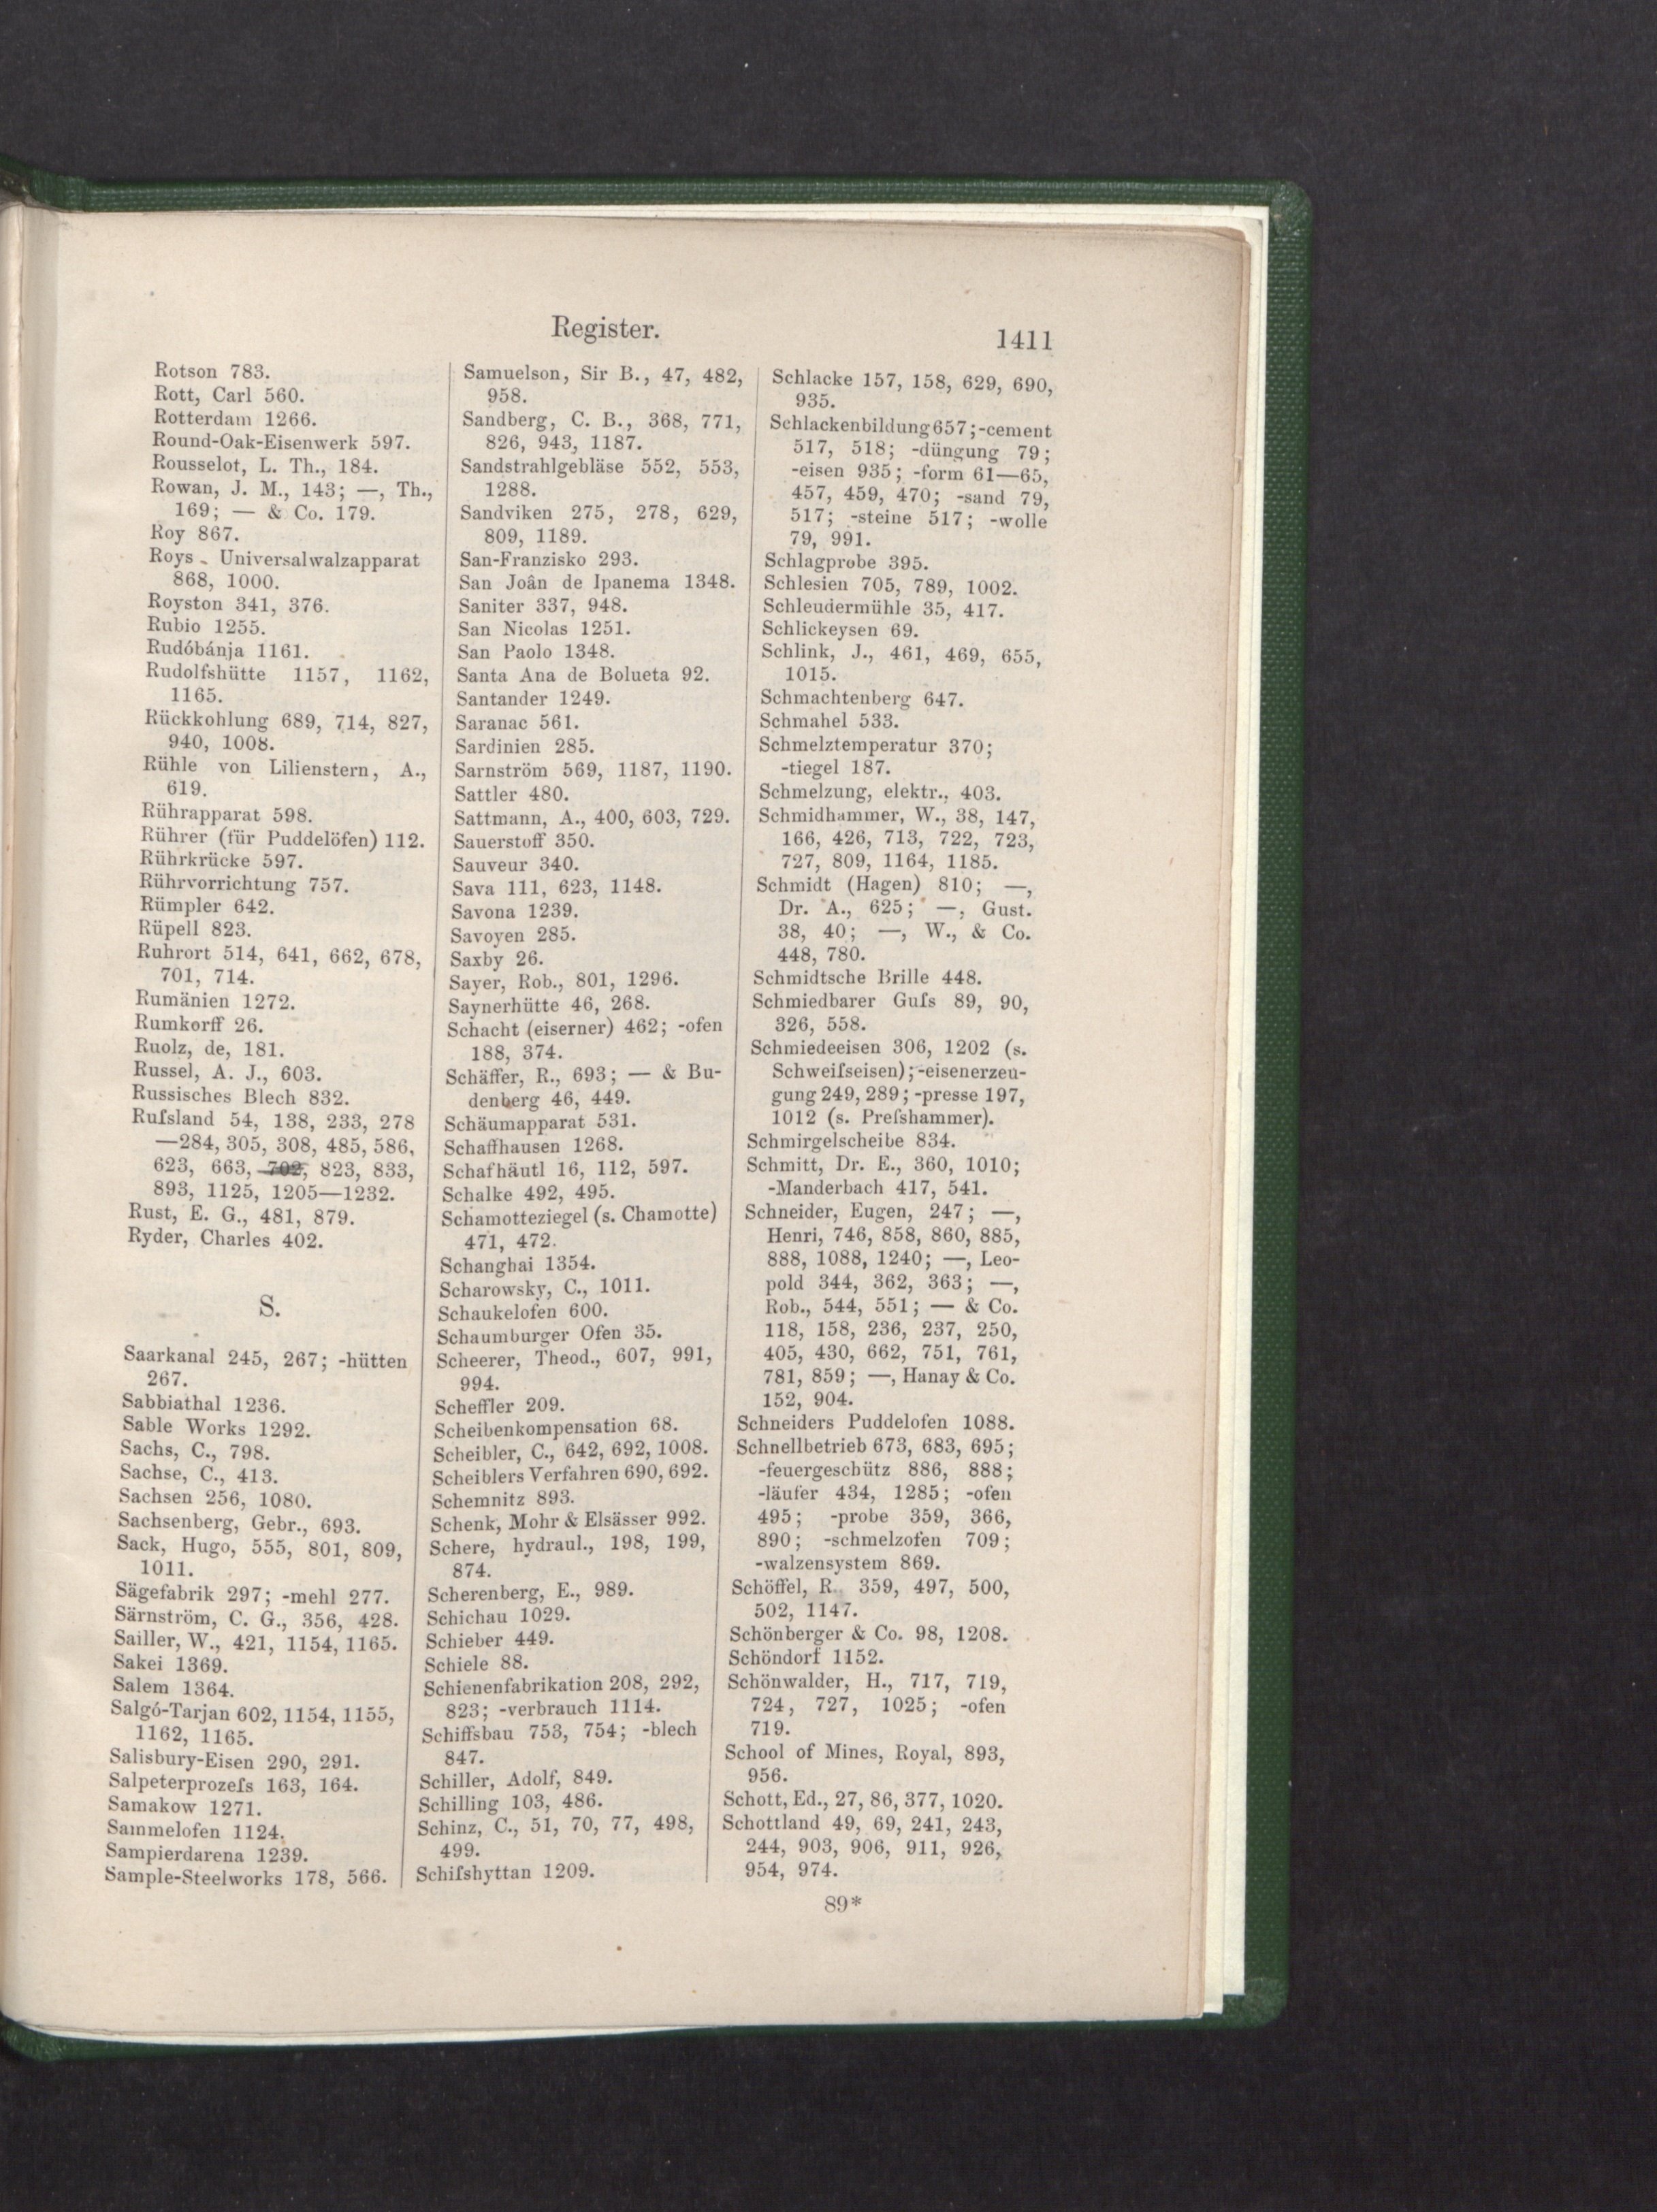 Register.
1411
Rotson 783.
Rott, Carl 560.
Rotterdam 1266.
Round-Oak-Eisenwerk 597.
Rousselot, L. Th., 184.
Rowan, J. M., 143; —, Th.,
169; — & Co. 179.
Roy 867.
Roys Universalwalzapparat
868, 1000.
Royston 341, 376.
Rubio 1255.
Rudóbánja 1161.
Rudolfshütte 1157, 1162,
1165.
Rückkohlung 689, 714, 827,
940, 1008.
Rühle von Lilienstern, A.,
619.
Rührapparat 598.
Rührer (für Puddelöfen) 112.
Rührkrücke 597.
Rührvorrichtung 757.
Rümpler 642.
Rüpell 823.
Ruhrort 514, 641, 662, 678,
701, 714.
Rumänien 1272.
Rumkorff 26.
Ruolz, de, 181.
Russel, A. J., 603.
Russisches Blech 832.
Ruſsland 54, 138, 233, 278
—284, 305, 308, 485, 586,
623, 663, 702, 823, 833,
893, 1125, 1205—1232.
Rust, E. G., 481, 879.
Ryder, Charles 402.
S.
Saarkanal 245, 267; -hütten
267.
Sabbiathal 1236.
Sable Works 1292.
Sachs, C., 798.
Sachse, C., 413.
Sachsen 256, 1080.
Sachsenberg, Gebr., 693.
Sack, Hugo, 555, 801, 809,
1011.
Sägefabrik 297; -mehl 277.
Särnström, C. G., 356, 428.
Sailler, W., 421, 1154, 1165.
Sakei 1369.
Salem 1364.
Salgó-Tarjan 602, 1154, 1155,
1162, 1165.
Salisbury-Eisen 290, 291.
Salpeterprozeſs 163, 164.
Samakow 1271.
Sammelofen 1124.
Sampierdarena 1239.
Sample-Steelworks 178, 566.
Samuelson, Sir B., 47, 482,
958.
Sandberg, C. B., 368, 771,
826, 943, 1187.
Sandstrahlgebläse 552, 553,
1288.
Sandviken 275, 278, 629,
809, 1189.
San-Franzisko 293.
San Joân de Ipanema 1348.
Saniter 337, 948.
San Nicolas 1251.
San Paolo 1348.
Santa Ana de Bolueta 92.
Santander 1249.
Saranac 561.
Sardinien 285.
Sarnström 569, 1187, 1190.
Sattler 480.
Sattmann, A., 400, 603, 729.
Sauerstoff 350.
Sauveur 340.
Sava 111, 623, 1148.
Savona 1239.
Savoyen 285.
Saxby 26.
Sayer, Rob., 801, 1296.
Saynerhütte 46, 268.
Schacht (eiserner) 462; -ofen
188, 374.
Schäffer, R., 693; — & Bu-
denberg 46, 449.
Schäumapparat 531.
Schaffhausen 1268.
Schafhäutl 16, 112, 597.
Schalke 492, 495.
Schamotteziegel (s. Chamotte)
471, 472.
Schanghai 1354.
Scharowsky, C., 1011.
Schaukelofen 600.
Schaumburger Ofen 35.
Scheerer, Theod., 607, 991,
994.
Scheffler 209.
Scheibenkompensation 68.
Scheibler, C., 642, 692, 1008.
Scheiblers Verfahren 690, 692.
Schemnitz 893.
Schenk, Mohr & Elsässer 992.
Schere, hydraul., 198, 199,
874.
Scherenberg, E., 989.
Schichau 1029.
Schieber 449.
Schiele 88.
Schienenfabrikation 208, 292,
823; -verbrauch 1114.
Schiffsbau 753, 754; -blech
847.
Schiller, Adolf, 849.
Schilling 103, 486.
Schinz, C., 51, 70, 77, 498,
499.
Schiſshyttan 1209.
Schlacke 157, 158, 629, 690,
935.
Schlackenbildung 657; -cement
517, 518; -düngung 79;
-eisen 935; -form 61—65,
457, 459, 470; -sand 79,
517; -steine 517; -wolle
79, 991.
Schlagprobe 395.
Schlesien 705, 789, 1002.
Schleudermühle 35, 417.
Schlickeysen 69.
Schlink, J., 461, 469, 655,
1015.
Schmachtenberg 647.
Schmahel 533.
Schmelztemperatur 370;
-tiegel 187.
Schmelzung, elektr., 403.
Schmidhammer, W., 38, 147,
166, 426, 713, 722, 723,
727, 809, 1164, 1185.
Schmidt (Hagen) 810; —,
Dr. A., 625; —, Gust.
38, 40; —, W., & Co.
448, 780.
Schmidtsche Brille 448.
Schmiedbarer Guſs 89, 90,
326, 558.
Schmiedeeisen 306, 1202 (s.
Schweiſseisen); -eisenerzeu-
gung 249, 289; -presse 197,
1012 (s. Preſshammer).
Schmirgelscheibe 834.
Schmitt, Dr. E., 360, 1010;
-Manderbach 417, 541.
Schneider, Eugen, 247; —,
Henri, 746, 858, 860, 885,
888, 1088, 1240; —, Leo-
pold 344, 362, 363; —,
Rob., 544, 551; — & Co.
118, 158, 236, 237, 250,
405, 430, 662, 751, 761,
781, 859; —, Hanay & Co.
152, 904.
Schneiders Puddelofen 1088.
Schnellbetrieb 673, 683, 695;
-feuergeschütz 886, 888;
-läufer 434, 1285; -ofen
495; -probe 359, 366,
890; -schmelzofen 709;
-walzensystem 869.
Schöffel, R. 359, 497, 500,
502, 1147.
Schönberger & Co. 98, 1208.
Schöndorf 1152.
Schönwalder, H., 717, 719,
724, 727, 1025; -ofen
719.
School of Mines, Royal, 893,
956.
Schott, Ed., 27, 86, 377, 1020.
Schottland 49, 69, 241, 243,
244, 903, 906, 911, 926,
954, 974.
89*